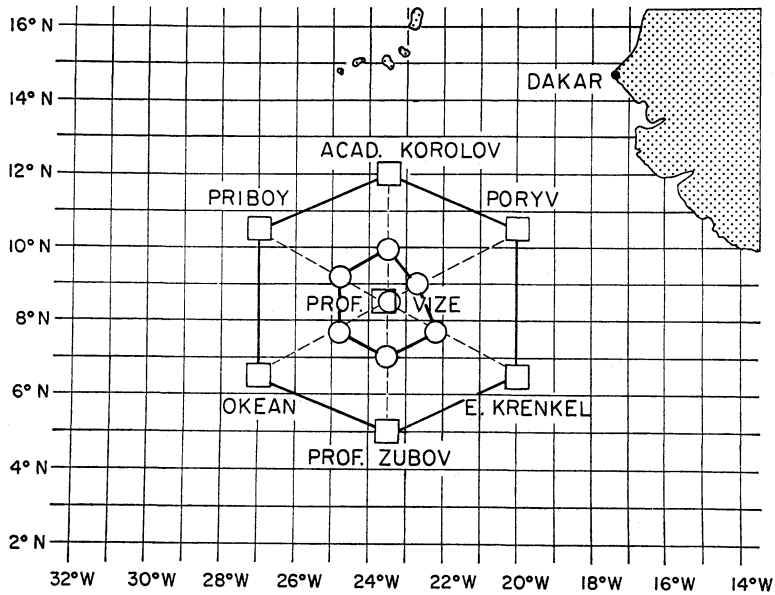 16° N
14° N
12° N
10° N
8° N
6° N
4° N
2° N
DAKAR
ACAD. KOROLOV
PRIBOY
PORYV
PROF. VIZE
OKEAN
E. KRENKEL
PROF. ZUBOV
32°W 30°W 28°W 26°W 24°W 22°W 20°W 18°W 16°W 14°W